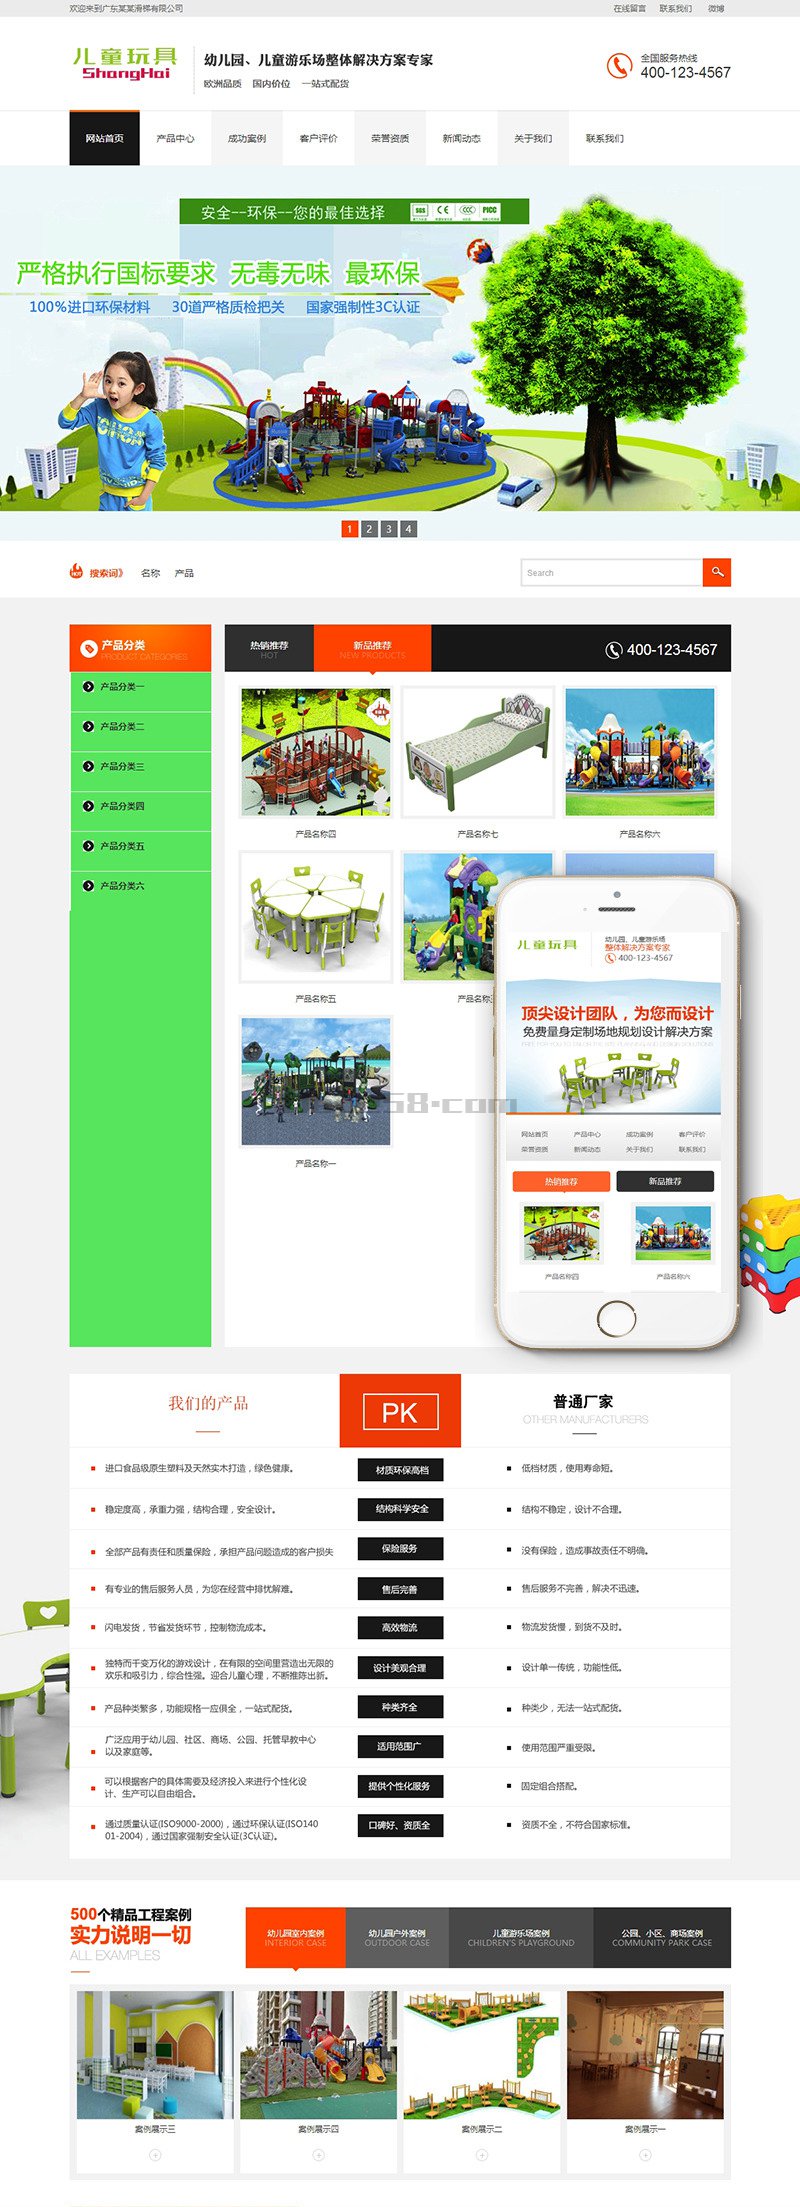 欢迎来到广东某某滑梯有限公司
在线留言 联系我们 微博
儿童玩具
ShangHai
幼儿园、儿童游乐场整体解决方案专家
欧洲品质 国内价位 一站式配货
全国服务热线
400-123-4567
网站首页 产品中心 成功案例 客户评价 荣誉资质 新闻动态 关于我们 联系我们
安全--环保--您的最佳选择
SGS CE CCC PICC
严格执行国标要求 无毒无味 最环保
100%进口环保材料 30道严格质检把关 国家强制性3C认证
1 2 3 4
HOT 搜索词》 名称 产品
Search
产品分类
PRODUCT CATEGORIES
产品分类一
产品分类二
产品分类三
产品分类四
产品分类五
产品分类六
热销推荐
HOT
新品推荐
NEW PRODUCTS
400-123-4567
产品名称四 产品名称七 产品名称六
产品名称五
产品名称一
58.com
儿童玩具
幼儿园、儿童游乐场
整体解决方案专家
400-123-4567
顶尖设计团队，为您而设计
免费量身定制场地规划设计解决方案
网站首页 产品中心 成功案例 客户评价
荣誉资质 新闻动态 关于我们 联系我们
热销推荐 新品推荐
产品名称四 产品名称六
我们的产品
PK
普通厂家
OTHER MANUFACTURERS
进口食品级原生塑料及天然实木打造，绿色健康。
材质环保高档
低档材质，使用寿命短。
稳定度高，承重力强，结构合理，安全设计。
结构科学安全
结构不稳定，设计不合理。
全部产品有责任和质量保险，承担产品问题造成的客户损失
保险服务
没有保险，造成事故责任不明确。
有专业的售后服务人员，为您在经营中排忧解难。
售后完善
售后服务不完善，解决不迅速。
闪电发货，节省发货环节，控制物流成本。
高效物流
物流发货慢，到货不及时。
独特而千变万化的游戏设计，在有限的空间里营造出无限的
欢乐和吸引力，综合性强。迎合儿童心理，不断推陈出新。
设计美观合理
设计单一传统，功能性低。
产品种类繁多，功能规格一应俱全，一站式配货。
种类齐全
种类少，无法一站式配货。
广泛应用于幼儿园、社区、商场、公园、托管早教中心
以及家庭等。
适用范围广
使用范围严重受限。
可以根据客户的具体需要及经济投入来进行个性化设
计、生产可以自由组合。
提供个性化服务
固定组合搭配。
通过质量认证(ISO9000-2000)，通过环保认证(ISO140
01-2004)，通过国家强制安全认证(3C认证)。
口碑好、资质全
资质不全，不符合国家标准。
500个精品工程案例
实力说明一切
ALL EXAMPLES
幼儿园室内案例
INTERIOR CASE
幼儿园户外案例
OUTDOOR CASE
儿童游乐场案例
CHILDREN'S PLAYGROUND
公园、小区、商场案例
COMMUNITY PARK CASE
案例展示三 案例展示四 案例展示二 案例展示一